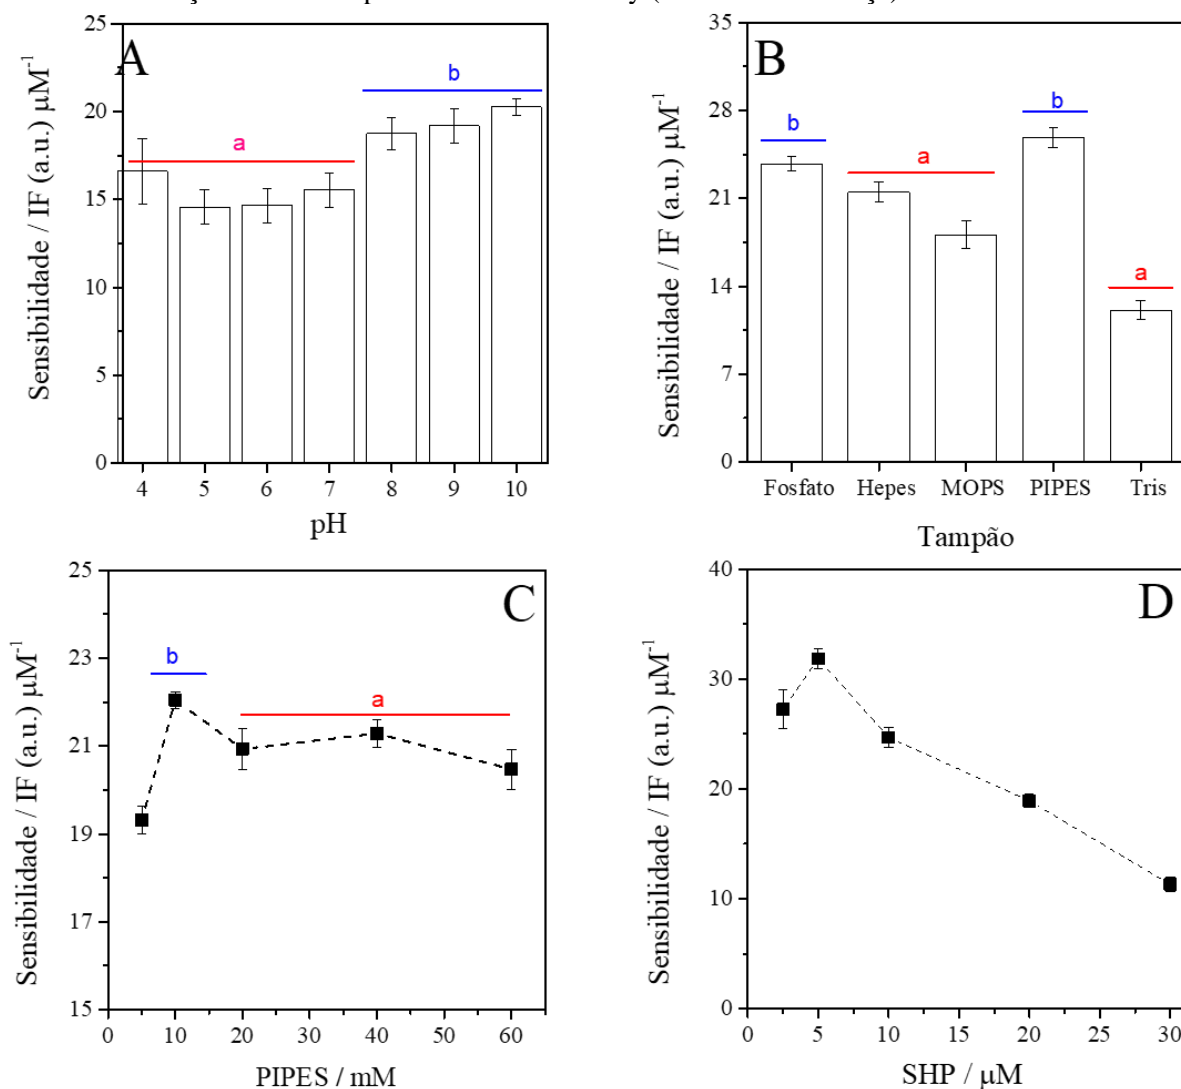 A
Sensibilidade / IF (a.u.) μM⁻¹
25
20
15
10
5
0
a
b
4 5 6 7 8 9 10
pH
B
Sensibilidade / IF (a.u.) μM⁻¹
35
28
21
14
7
0
b
a
b
a
Fosfato Hepes MOPS PIPES Tris
Tampão
C
Sensibilidade / IF (a.u.) μM⁻¹
25
23
21
19
17
15
b
a
0 10 20 30 40 50 60
PIPES / mM
D
Sensibilidade / IF (a.u.) μM⁻¹
40
30
20
10
0
0 5 10 15 20 25 30
SHP / μM